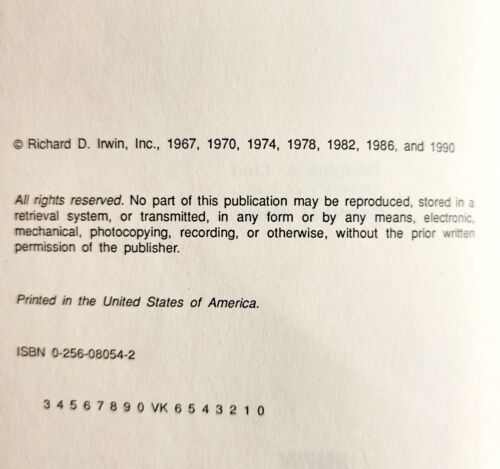 © Richard D. Irwin, Inc., 1967, 1970, 1974, 1978, 1982, 1986, and 1990
All rights reserved. No part of this publication may be reproduced, stored in a
retrieval system, or transmitted, in any form or by any means, electronic,
mechanical, photocopying, recording, or otherwise, without the prior written
permission of the publisher.
Printed in the United States of America.
ISBN 0-256-08054-2
3 4 5 6 7 8 9 0 VK 6 5 4 3 2 1 0